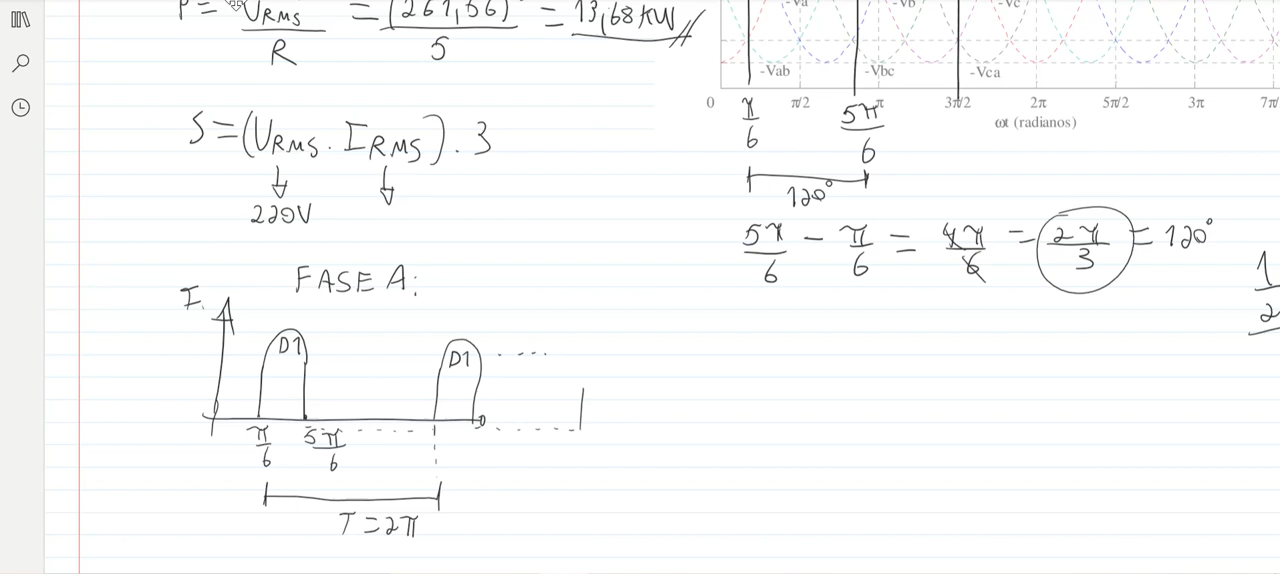 P = U_RMS / R = (261,56) / 5 = 13,68 KW
S = (U_RMS . I_RMS) . 3
220V
FASE A:
I
D1 D1
π/6 5π/6
T = 2π
-Va -Vb -Vc
-Vab -Vbc -Vca
0 π/2 π 3π/2 2π 5π/2 3π 7π/
ωt (radianos)
π/6 5π/6
120°
5π/6 - π/6 = 4π/6 = 2π/3 = 120°
1/2